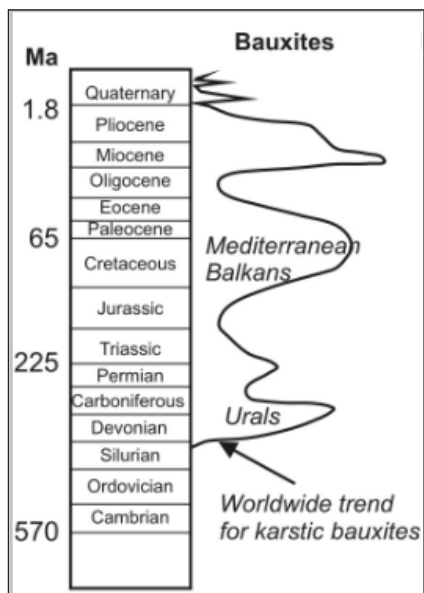 Bauxites
Ma
Quaternary
1.8
Pliocene
Miocene
Oligocene
Eocene
Paleocene
65
Cretaceous
Mediterranean
Balkans
Jurassic
Triassic
225
Permian
Carboniferous
Urals
Devonian
Silurian
Ordovician
Worldwide trend
for karstic bauxites
Cambrian
570